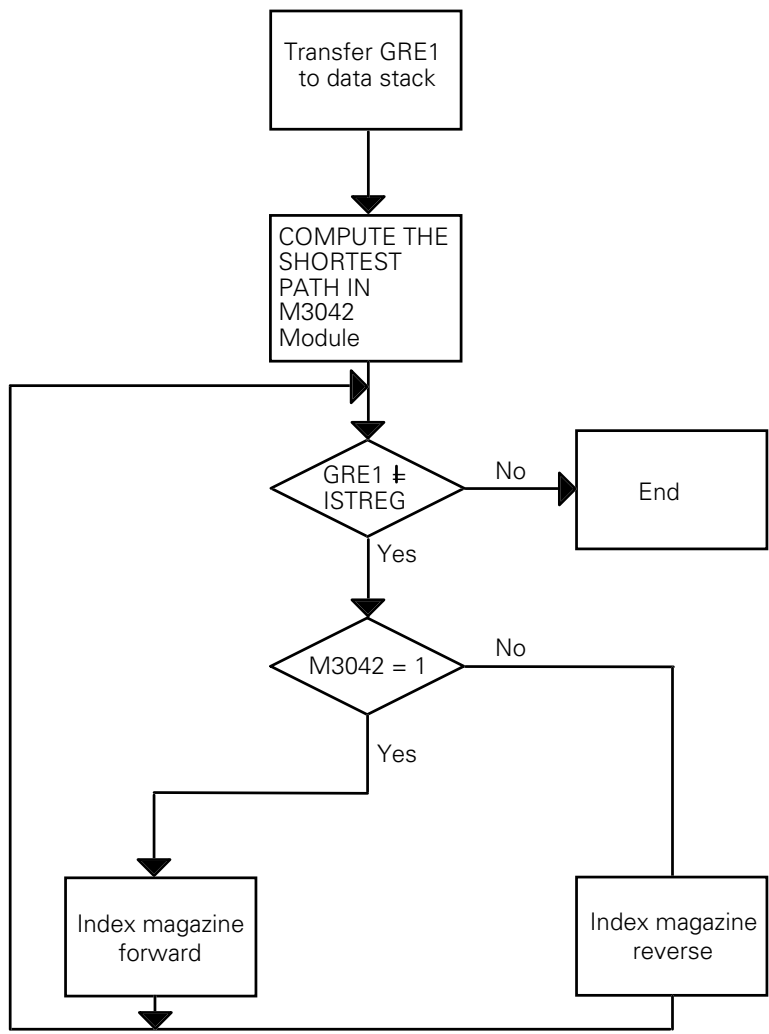 Transfer GRE1
to data stack
COMPUTE THE
SHORTEST
PATH IN
M3042
Module
GRE1 ≠
ISTREG
No
End
Yes
M3042 = 1
No
Yes
Index magazine
forward
Index magazine
reverse